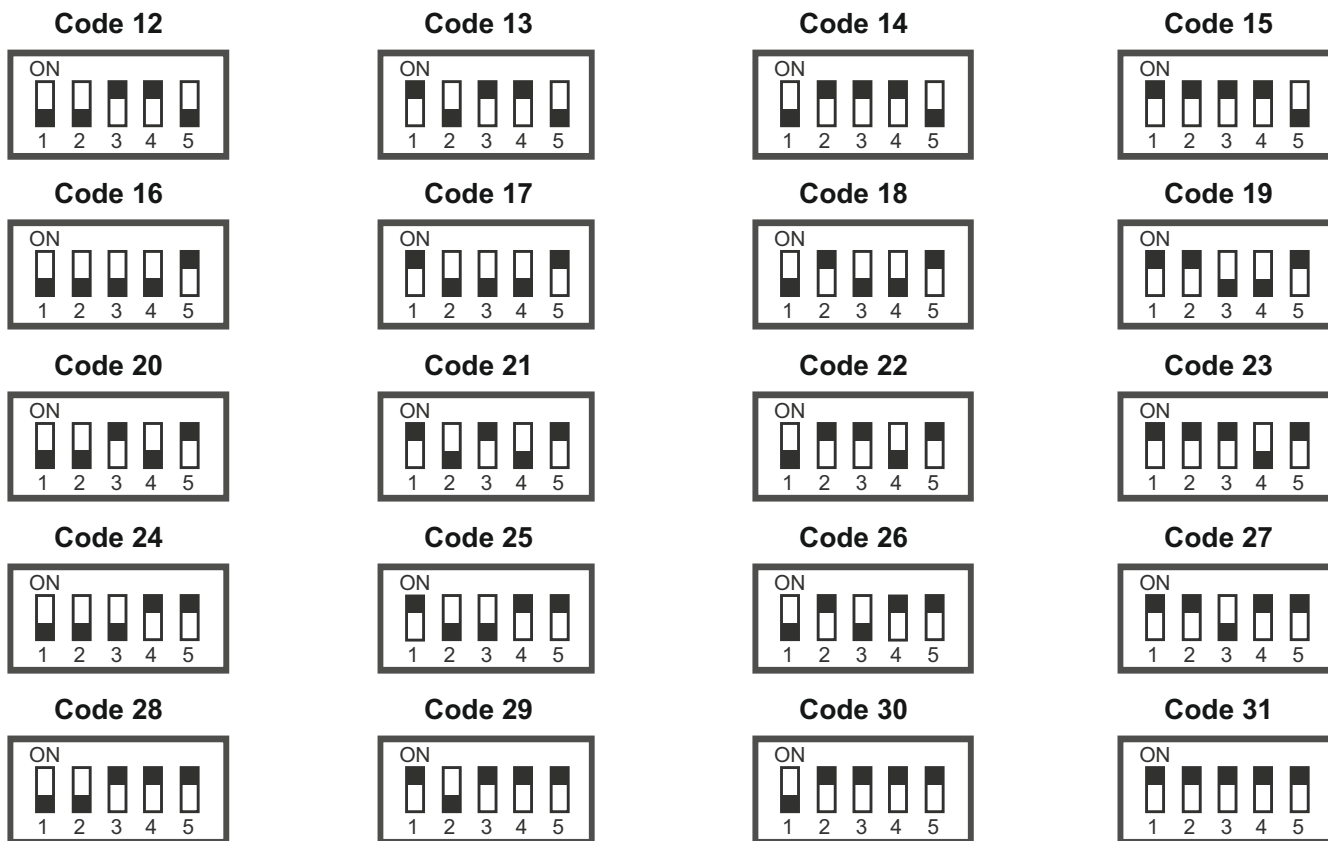 Code 12 Code 13 Code 14 Code 15
ON ON ON ON
1 2 3 4 5 1 2 3 4 5 1 2 3 4 5 1 2 3 4 5
Code 16 Code 17 Code 18 Code 19
ON ON ON ON
1 2 3 4 5 1 2 3 4 5 1 2 3 4 5 1 2 3 4 5
Code 20 Code 21 Code 22 Code 23
ON ON ON ON
1 2 3 4 5 1 2 3 4 5 1 2 3 4 5 1 2 3 4 5
Code 24 Code 25 Code 26 Code 27
ON ON ON ON
1 2 3 4 5 1 2 3 4 5 1 2 3 4 5 1 2 3 4 5
Code 28 Code 29 Code 30 Code 31
ON ON ON ON
1 2 3 4 5 1 2 3 4 5 1 2 3 4 5 1 2 3 4 5